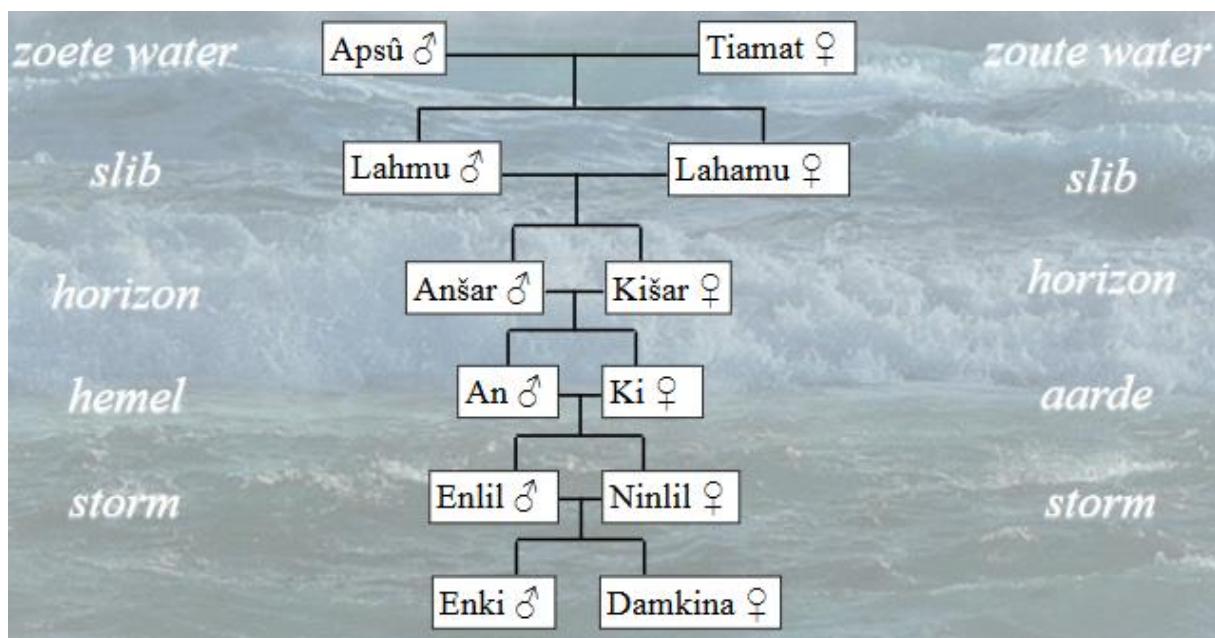 zoete water Apsû ♂ Tiamat ♀ zoute water
slib Lahmu ♂ Lahamu ♀ slib
horizon Anšar ♂ Kišar ♀ horizon
hemel An ♂ Ki ♀ aarde
storm Enlil ♂ Ninlil ♀ storm
Enki ♂ Damkina ♀